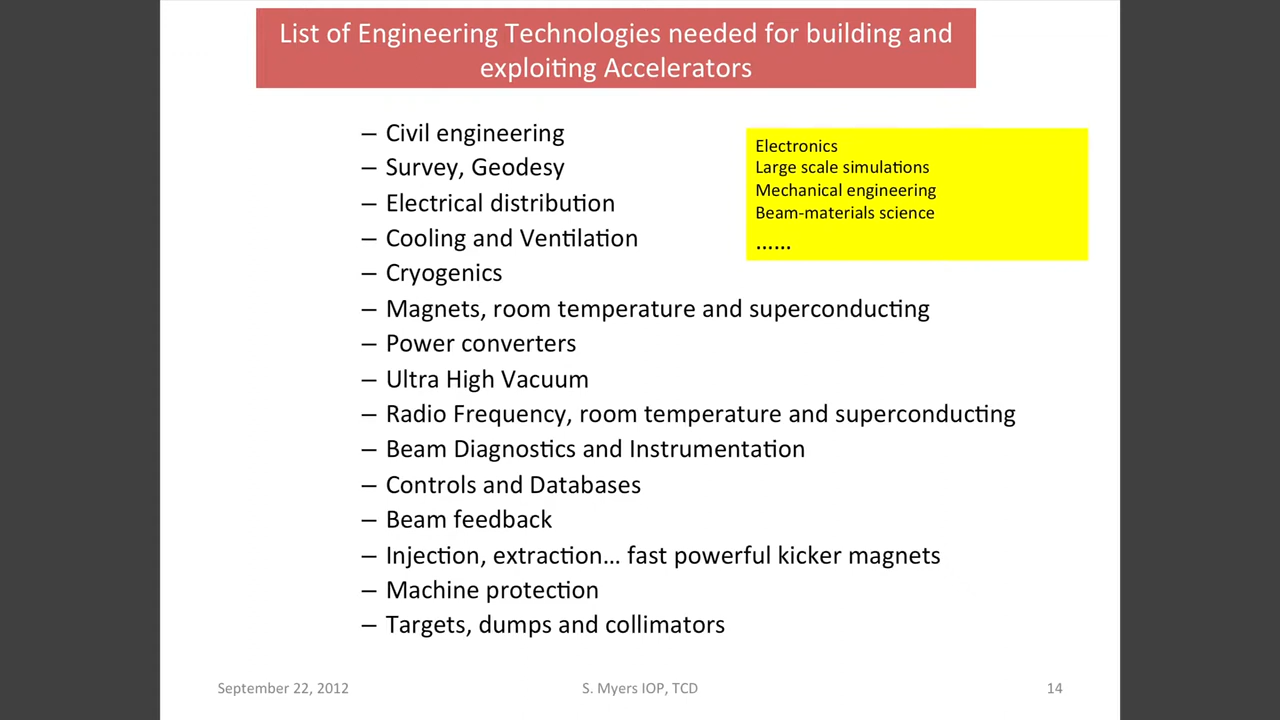 List of Engineering Technologies needed for building and
exploiting Accelerators
– Civil engineering
– Survey, Geodesy
– Electrical distribution
– Cooling and Ventilation
– Cryogenics
– Magnets, room temperature and superconducting
– Power converters
– Ultra High Vacuum
– Radio Frequency, room temperature and superconducting
– Beam Diagnostics and Instrumentation
– Controls and Databases
– Beam feedback
– Injection, extraction... fast powerful kicker magnets
– Machine protection
– Targets, dumps and collimators
Electronics
Large scale simulations
Mechanical engineering
Beam-materials science
......
September 22, 2012
S. Myers IOP, TCD
14